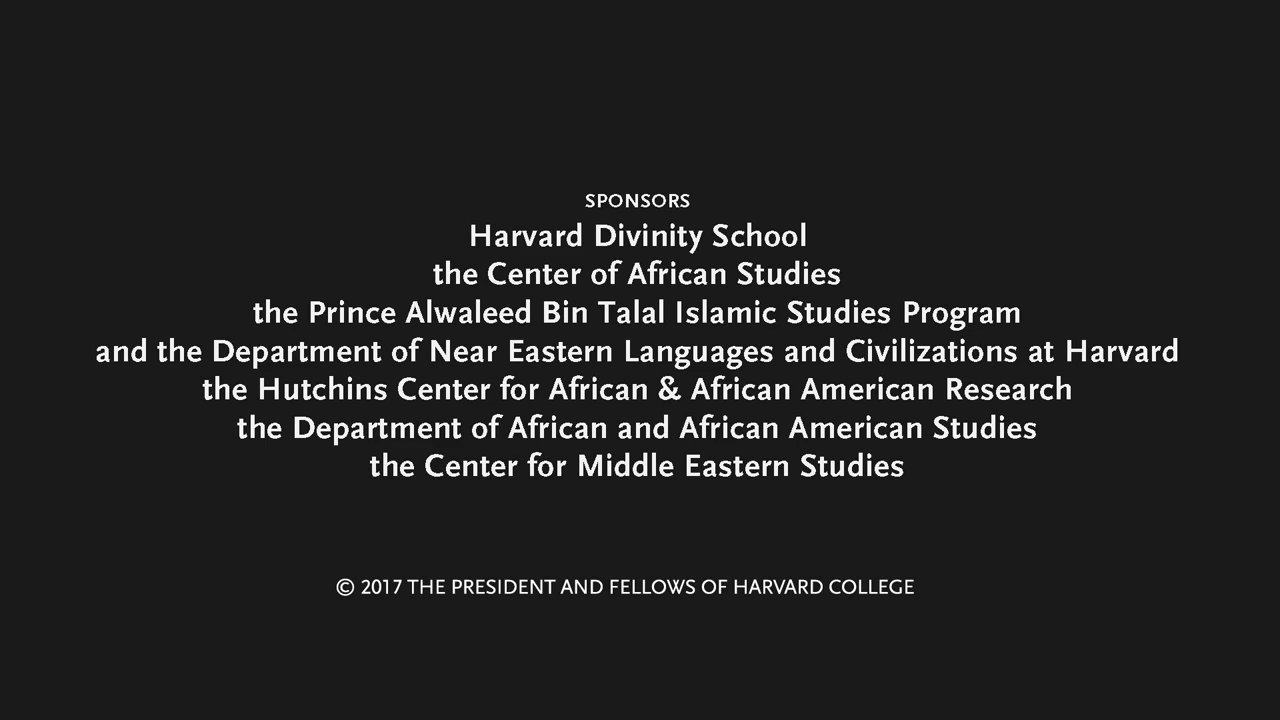 SPONSORS
Harvard Divinity School
the Center of African Studies
the Prince Alwaleed Bin Talal Islamic Studies Program
and the Department of Near Eastern Languages and Civilizations at Harvard
the Hutchins Center for African & African American Research
the Department of African and African American Studies
the Center for Middle Eastern Studies
© 2017 THE PRESIDENT AND FELLOWS OF HARVARD COLLEGE